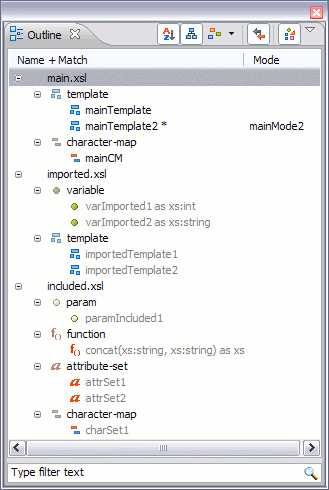 Outline
Name + Match Mode
main.xsl
template
mainTemplate
mainTemplate2 * mainMode2
character-map
mainCM
imported.xsl
variable
varImported1 as xs:int
varImported2 as xs:string
template
importedTemplate1
importedTemplate2
included.xsl
param
paramIncluded1
function
concat(xs:string, xs:string) as xs
attribute-set
attrSet1
attrSet2
character-map
charSet1
Type filter text